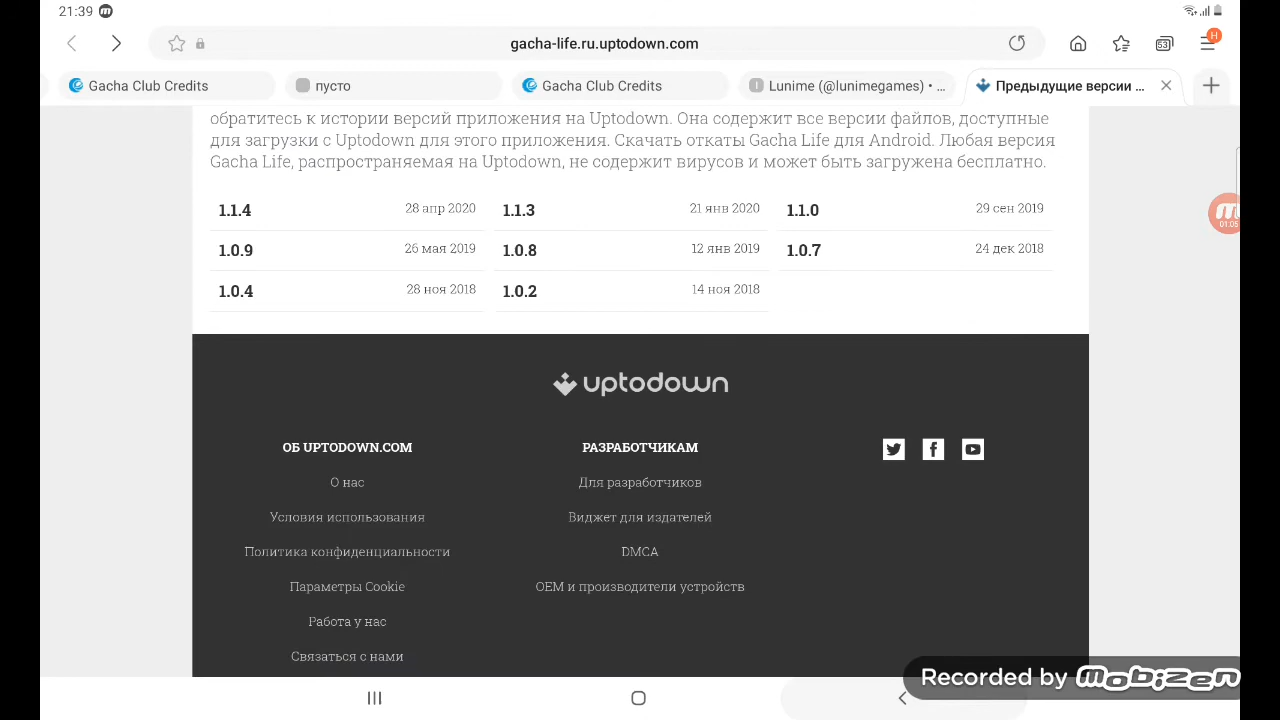 21:39
gacha-life.ru.uptodown.com
53
H
Gacha Club Credits
пусто
Gacha Club Credits
Lunime (@lunimegames) • ...
Предыдущие версии ...
обратитесь к истории версий приложения на Uptodown. Она содержит все версии файлов, доступные
для загрузки с Uptodown для этого приложения. Скачать откаты Gacha Life для Android. Любая версия
Gacha Life, распространяемая на Uptodown, не содержит вирусов и может быть загружена бесплатно.
1.1.4 28 апр 2020 1.1.3 21 янв 2020 1.1.0 29 сен 2019
1.0.9 26 мая 2019 1.0.8 12 янв 2019 1.0.7 24 дек 2018
1.0.4 28 ноя 2018 1.0.2 14 ноя 2018
01:05
uptodown
ОБ UPTODOWN.COM РАЗРАБОТЧИКАМ
О нас Для разработчиков
Условия использования Виджет для издателей
Политика конфиденциальности DMCA
Параметры Cookie OEM и производители устройств
Работа у нас
Связаться с нами
Recorded by mobizen